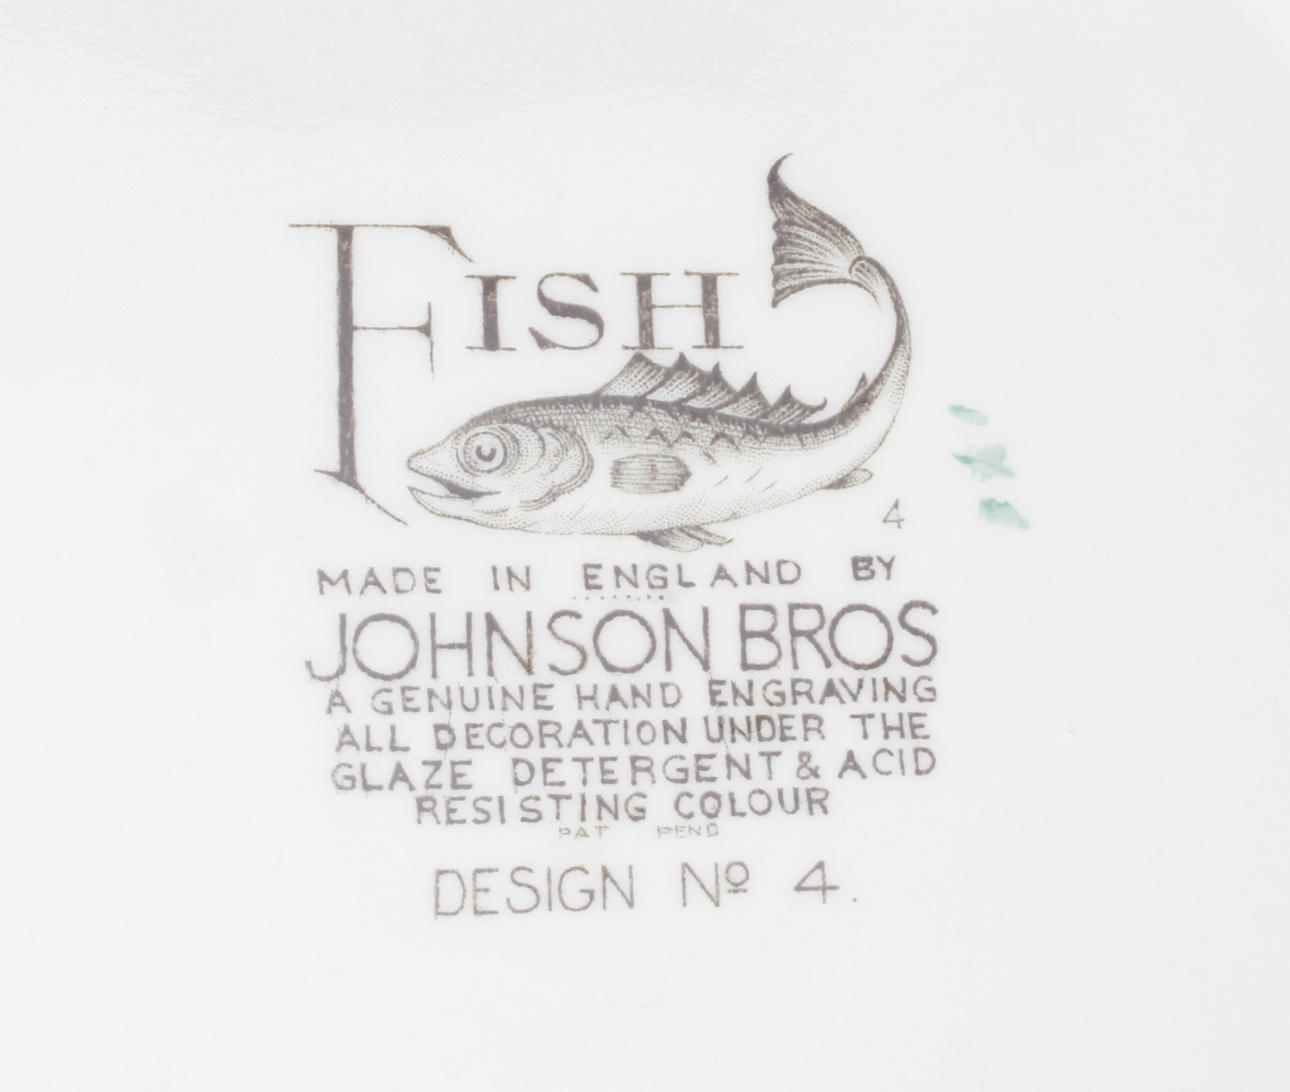 FISH
4
MADE IN ENGLAND BY
JOHNSON BROS
A GENUINE HAND ENGRAVING
ALL DECORATION UNDER THE
GLAZE DETERGENT & ACID
RESISTING COLOUR
PAT PEND
DESIGN Nº 4.